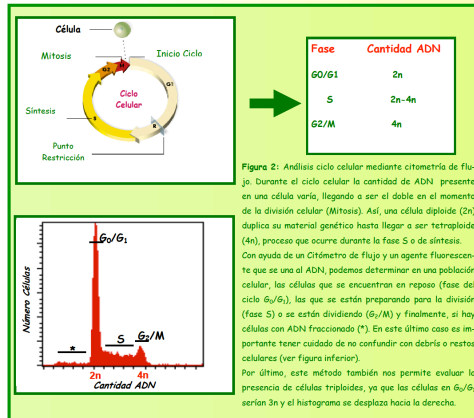 Célula
Mitosis
Inicio Ciclo
G2
M
G1
Ciclo
Celular
Síntesis
S
R
Punto
Restricción
Fase Cantidad ADN
G0/G1 2n
S 2n-4n
G2/M 4n
Figura 2: Análisis ciclo celular mediante citometría de flu-
jo. Durante el ciclo celular la cantidad de ADN presente
en una célula varía, llegando a ser el doble en el momento
de la división celular (Mitosis). Así, una célula diploide (2n)
duplica su material genético hasta llegar a ser tetraploide
(4n), proceso que ocurre durante la fase S o de síntesis.
Con ayuda de un Citómetro de flujo y un agente fluorescen-
te que se una al ADN, podemos determinar en una población
celular, las células que se encuentran en reposo (fase del
ciclo G₀/G₁), las que se están preparando para la división
(fase S) o se están dividiéndo (G₂/M) y finalmente, si hay
células con ADN fraccionado (*). En este último caso es im-
portante tener cuidado de no confundir con debrís o restos
celulares (ver figura inferior).
Por último, este método también nos permite evaluar la
presencia de células triploides, ya que las células en G₀/G₁
serían 3n y el histograma se desplaza hacia la derecha.
Número Células
G₀/G₁
*
S
G₂/M
2n
4n
Cantidad ADN